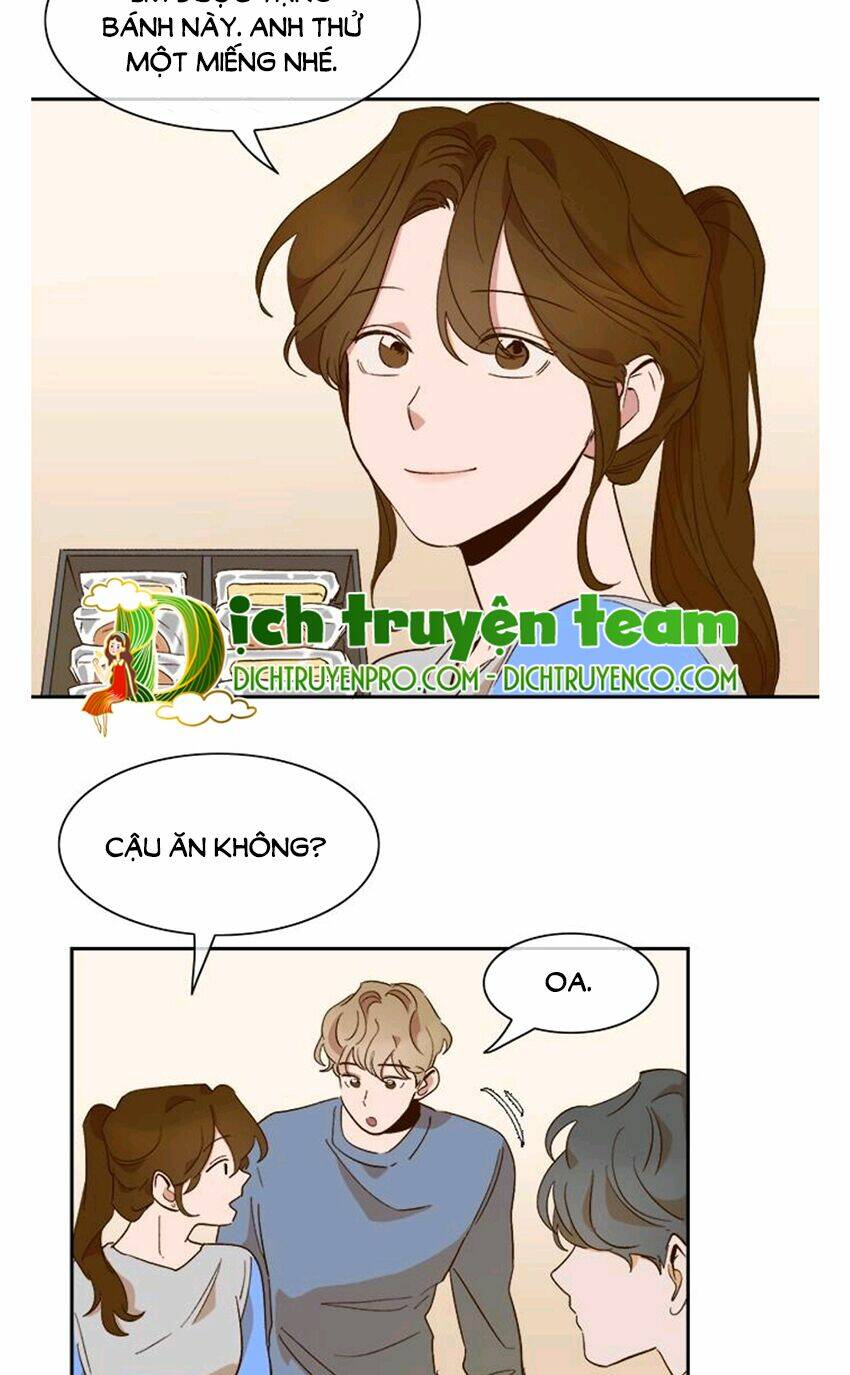 BÁNH NÀY. ANH THỬ
MỘT MIẾNG NHÉ.
Dịch truyện team
DICHTRUYENPRO.COM - DICHTRUYENCO.COM
CẬU ĂN KHÔNG?
OA.